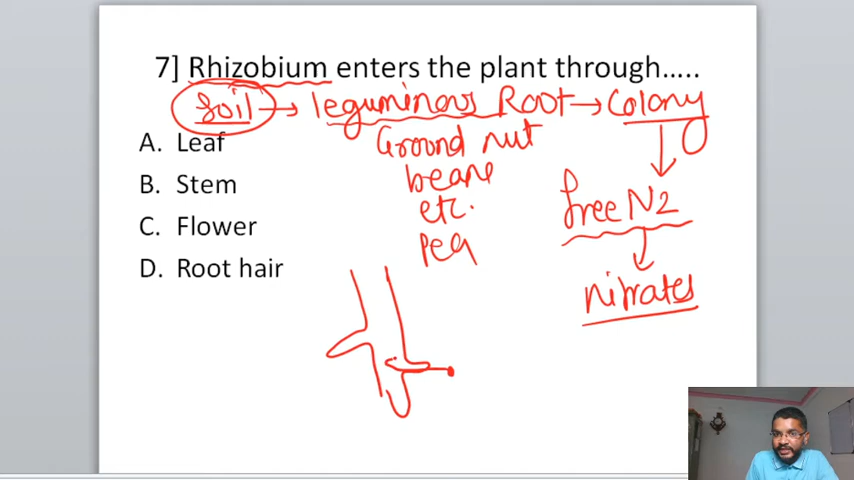 7] Rhizobium enters the plant through.....
Soil → leguminous Root → Colony
A. Leaf
Ground nut
beane
B. Stem
etc.
free N2
C. Flower
Pea
D. Root hair
nitrates